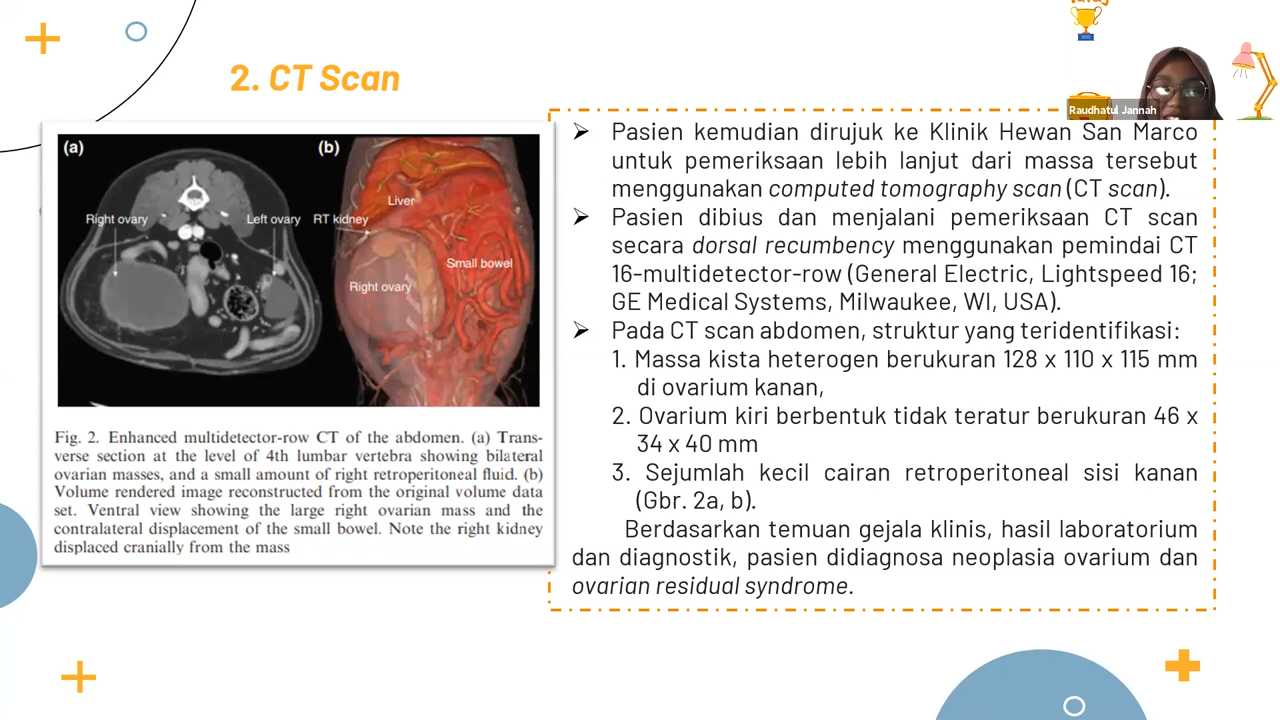 2. CT Scan
Raudhatul Jannah
(a)
(b)
Right ovary
Left ovary
Liver
RT kidney
Small bowel
Right ovary
Fig. 2. Enhanced multidetector-row CT of the abdomen. (a) Trans-
verse section at the level of 4th lumbar vertebra showing bilateral
ovarian masses, and a small amount of right retroperitoneal fluid. (b)
Volume rendered image reconstructed from the original volume data
set. Ventral view showing the large right ovarian mass and the
contralateral displacement of the small bowel. Note the right kidney
displaced cranially from the mass
➢ Pasien kemudian dirujuk ke Klinik Hewan San Marco
untuk pemeriksaan lebih lanjut dari massa tersebut
menggunakan computed tomography scan (CT scan).
➢ Pasien dibius dan menjalani pemeriksaan CT scan
secara dorsal recumbency menggunakan pemindai CT
16-multidetector-row (General Electric, Lightspeed 16;
GE Medical Systems, Milwaukee, WI, USA).
➢ Pada CT scan abdomen, struktur yang teridentifikasi:
1. Massa kista heterogen berukuran 128 x 110 x 115 mm
di ovarium kanan,
2. Ovarium kiri berbentuk tidak teratur berukuran 46 x
34 x 40 mm
3. Sejumlah kecil cairan retroperitoneal sisi kanan
(Gbr. 2a, b).
Berdasarkan temuan gejala klinis, hasil laboratorium
dan diagnostik, pasien didiagnosa neoplasia ovarium dan
ovarian residual syndrome.